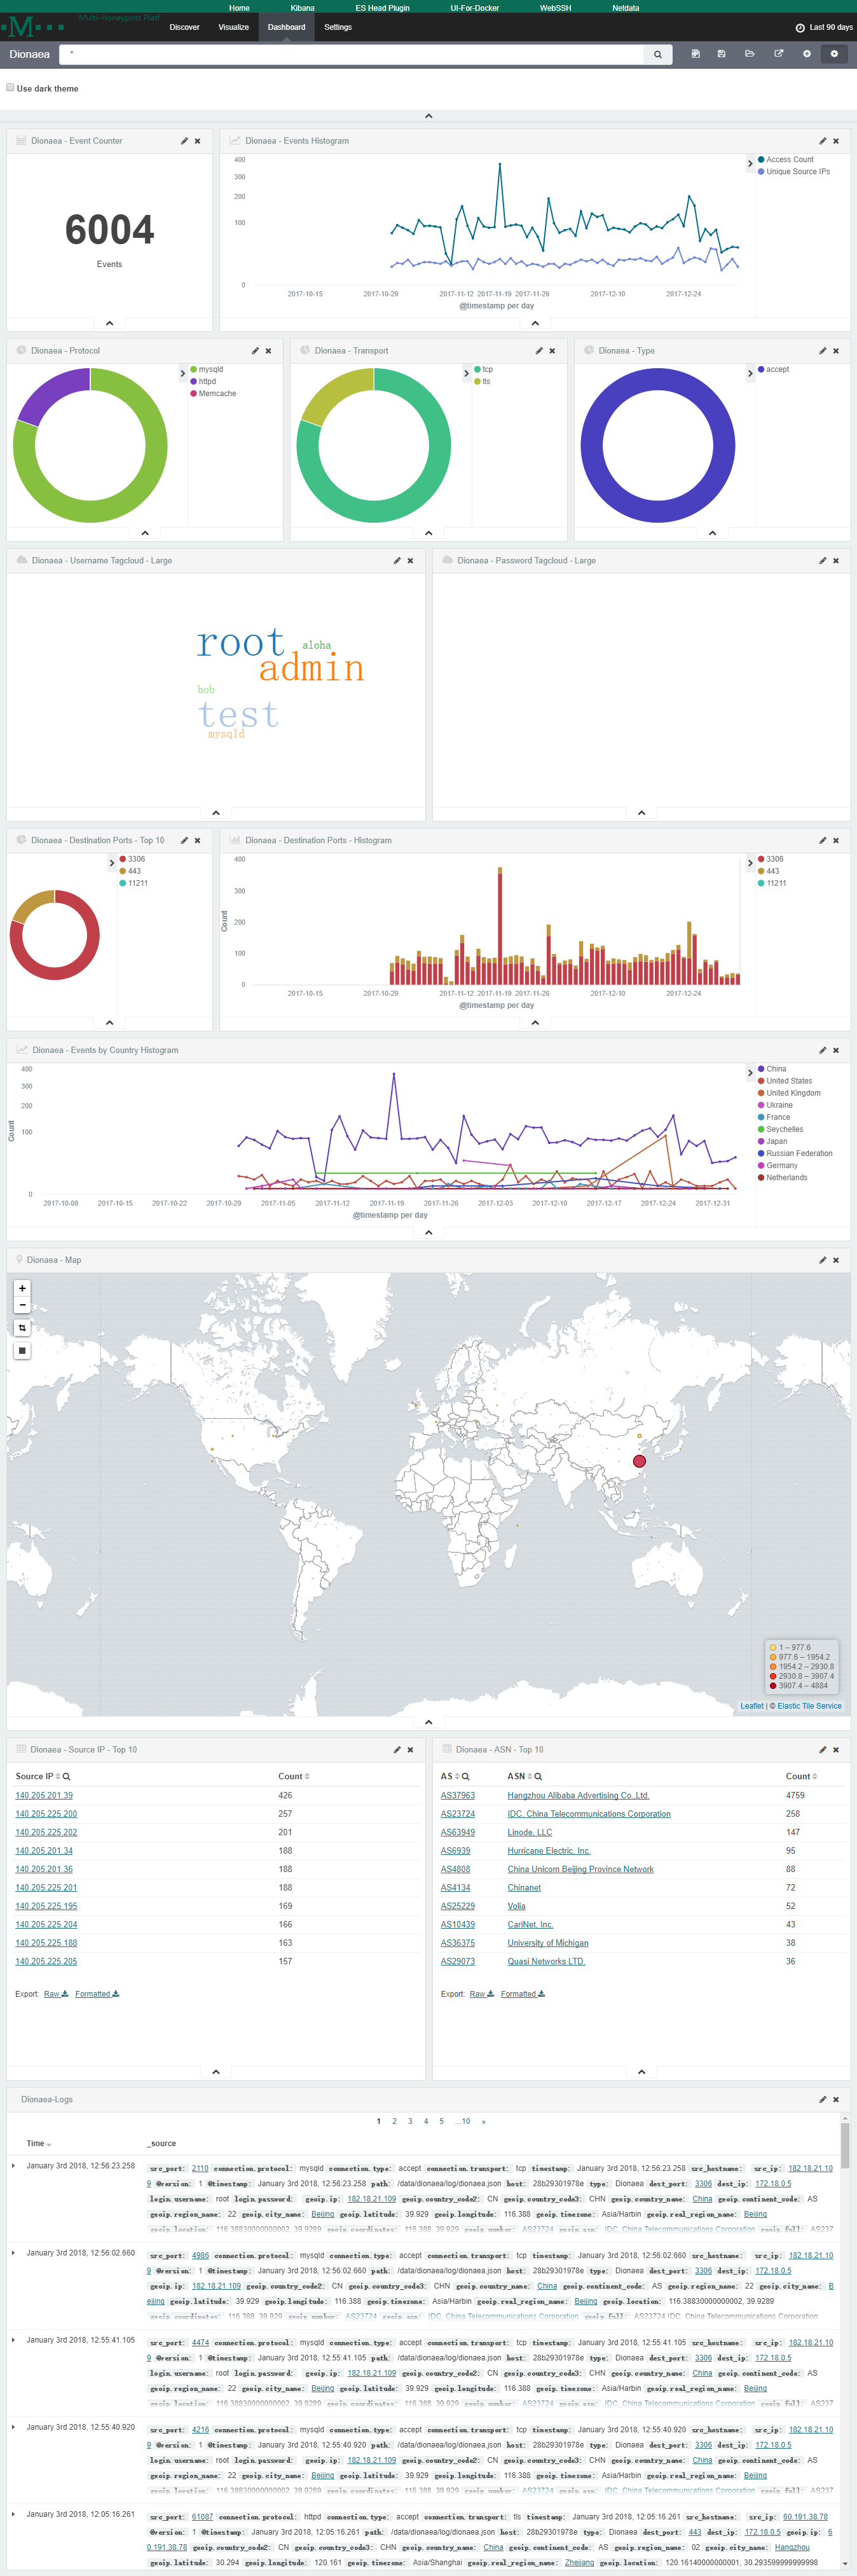 Home Kibana ES Head Plugin UI-For-Docker WebSSH Netdata
M Multi-Honeypots Platf
Discover Visualize Dashboard Settings Last 90 days
Dionaea *
Use dark theme
Dionaea - Event Counter
6004
Events
Dionaea - Events Histogram
400
300
200
100
0
2017-10-15 2017-10-29 2017-11-12 2017-11-19 2017-11-26 2017-12-10 2017-12-24
@timestamp per day
Access Count
Unique Source IPs
Dionaea - Protocol
mysqld
httpd
Memcache
Dionaea - Transport
tcp
tls
Dionaea - Type
accept
Dionaea - Username Tagcloud - Large
root
aloha
admin
bob
test
mysqld
Dionaea - Password Tagcloud - Large
Dionaea - Destination Ports - Top 10
3306
443
11211
Dionaea - Destination Ports - Histogram
Count
400
300
200
100
0
2017-10-15 2017-10-29 2017-11-12 2017-11-19 2017-11-26 2017-12-10 2017-12-24
@timestamp per day
3306
443
11211
Dionaea - Events by Country Histogram
Count
400
300
200
100
0
2017-10-08 2017-10-15 2017-10-22 2017-10-29 2017-11-05 2017-11-12 2017-11-19 2017-11-26 2017-12-03 2017-12-10 2017-12-17 2017-12-24 2017-12-31
@timestamp per day
China
United States
United Kingdom
Ukraine
France
Seychelles
Japan
Russian Federation
Germany
Netherlands
Dionaea - Map
+
−
1 – 977.6
977.6 – 1954.2
1954.2 – 2930.8
2930.8 – 3907.4
3907.4 – 4884
Leaflet | © Elastic Tile Service
Dionaea - Source IP - Top 10
Source IP Count
140.205.201.39 426
140.205.225.200 257
140.205.225.202 201
140.205.201.34 188
140.205.201.36 188
140.205.225.201 188
140.205.225.195 169
140.205.225.204 166
140.205.225.188 163
140.205.225.205 157
Export: Raw Formatted
Dionaea - ASN - Top 10
AS ASN Count
AS37963 Hangzhou Alibaba Advertising Co.,Ltd. 4759
AS23724 IDC, China Telecommunications Corporation 258
AS63949 Linode, LLC 147
AS6939 Hurricane Electric, Inc. 95
AS4808 China Unicom Beijing Province Network 88
AS4134 Chinanet 72
AS25229 Volia 52
AS10439 CariNet, Inc. 43
AS36375 University of Michigan 38
AS29073 Quasi Networks LTD. 36
Export: Raw Formatted
Dionaea-Logs
1 2 3 4 5 ...10 »
Time _source
January 3rd 2018, 12:56:23.258 src_port: 2110 connection.protocol: mysqld connection.type: accept connection.transport: tcp timestamp: January 3rd 2018, 12:56:23.258 src_hostname: src_ip: 182.18.21.10
9 @version: 1 @timestamp: January 3rd 2018, 12:56:23.258 path: /data/dionaea/log/dionaea.json host: 28b29301978e type: Dionaea dest_port: 3306 dest_ip: 172.18.0.5
login.username: root login.password: geoip.ip: 182.18.21.109 geoip.country_code2: CN geoip.country_code3: CHN geoip.country_name: China geoip.continent_code: AS
geoip.region_name: 22 geoip.city_name: Beijing geoip.latitude: 39.929 geoip.longitude: 116.388 geoip.timezone: Asia/Harbin geoip.real_region_name: Beijing
geoip.location: 116.38830000000002, 39.9289 geoip.coordinates: 116.388, 39.929 geoip.number: AS23724 geoip.asn: IDC, China Telecommunications Corporation geoip.full: AS237
January 3rd 2018, 12:56:02.660 src_port: 4986 connection.protocol: mysqld connection.type: accept connection.transport: tcp timestamp: January 3rd 2018, 12:56:02.660 src_hostname: src_ip: 182.18.21.10
9 @version: 1 @timestamp: January 3rd 2018, 12:56:02.660 path: /data/dionaea/log/dionaea.json host: 28b29301978e type: Dionaea dest_port: 3306 dest_ip: 172.18.0.5
geoip.ip: 182.18.21.109 geoip.country_code2: CN geoip.country_code3: CHN geoip.country_name: China geoip.continent_code: AS geoip.region_name: 22 geoip.city_name: B
eijing geoip.latitude: 39.929 geoip.longitude: 116.388 geoip.timezone: Asia/Harbin geoip.real_region_name: Beijing geoip.location: 116.38830000000002, 39.9289
geoip.coordinates: 116.388, 39.929 geoip.number: AS23724 geoip.asn: IDC, China Telecommunications Corporation geoip.full: AS23724 IDC, China Telecommunications Corporation
January 3rd 2018, 12:55:41.105 src_port: 4474 connection.protocol: mysqld connection.type: accept connection.transport: tcp timestamp: January 3rd 2018, 12:55:41.105 src_hostname: src_ip: 182.18.21.10
9 @version: 1 @timestamp: January 3rd 2018, 12:55:41.105 path: /data/dionaea/log/dionaea.json host: 28b29301978e type: Dionaea dest_port: 3306 dest_ip: 172.18.0.5
login.username: root login.password: geoip.ip: 182.18.21.109 geoip.country_code2: CN geoip.country_code3: CHN geoip.country_name: China geoip.continent_code: AS
geoip.region_name: 22 geoip.city_name: Beijing geoip.latitude: 39.929 geoip.longitude: 116.388 geoip.timezone: Asia/Harbin geoip.real_region_name: Beijing
geoip.location: 116.38830000000002, 39.9289 geoip.coordinates: 116.388, 39.929 geoip.number: AS23724 geoip.asn: IDC, China Telecommunications Corporation geoip.full: AS237
January 3rd 2018, 12:55:40.920 src_port: 4216 connection.protocol: mysqld connection.type: accept connection.transport: tcp timestamp: January 3rd 2018, 12:55:40.920 src_hostname: src_ip: 182.18.21.10
9 @version: 1 @timestamp: January 3rd 2018, 12:55:40.920 path: /data/dionaea/log/dionaea.json host: 28b29301978e type: Dionaea dest_port: 3306 dest_ip: 172.18.0.5
login.username: root login.password: geoip.ip: 182.18.21.109 geoip.country_code2: CN geoip.country_code3: CHN geoip.country_name: China geoip.continent_code: AS
geoip.region_name: 22 geoip.city_name: Beijing geoip.latitude: 39.929 geoip.longitude: 116.388 geoip.timezone: Asia/Harbin geoip.real_region_name: Beijing
geoip.location: 116.38830000000002, 39.9289 geoip.coordinates: 116.388, 39.929 geoip.number: AS23724 geoip.asn: IDC, China Telecommunications Corporation geoip.full: AS237
January 3rd 2018, 12:05:16.261 src_port: 61087 connection.protocol: httpd connection.type: accept connection.transport: tls timestamp: January 3rd 2018, 12:05:16.261 src_hostname: src_ip: 60.191.38.78
@version: 1 @timestamp: January 3rd 2018, 12:05:16.261 path: /data/dionaea/log/dionaea.json host: 28b29301978e type: Dionaea dest_port: 443 dest_ip: 172.18.0.5 geoip.ip: 6
0.191.38.78 geoip.country_code2: CN geoip.country_code3: CHN geoip.country_name: China geoip.continent_code: AS geoip.region_name: 02 geoip.city_name: Hangzhou
geoip.latitude: 30.294 geoip.longitude: 120.161 geoip.timezone: Asia/Shanghai geoip.real_region_name: Zhejiang geoip.location: 120.16140000000001, 30.293599999999998